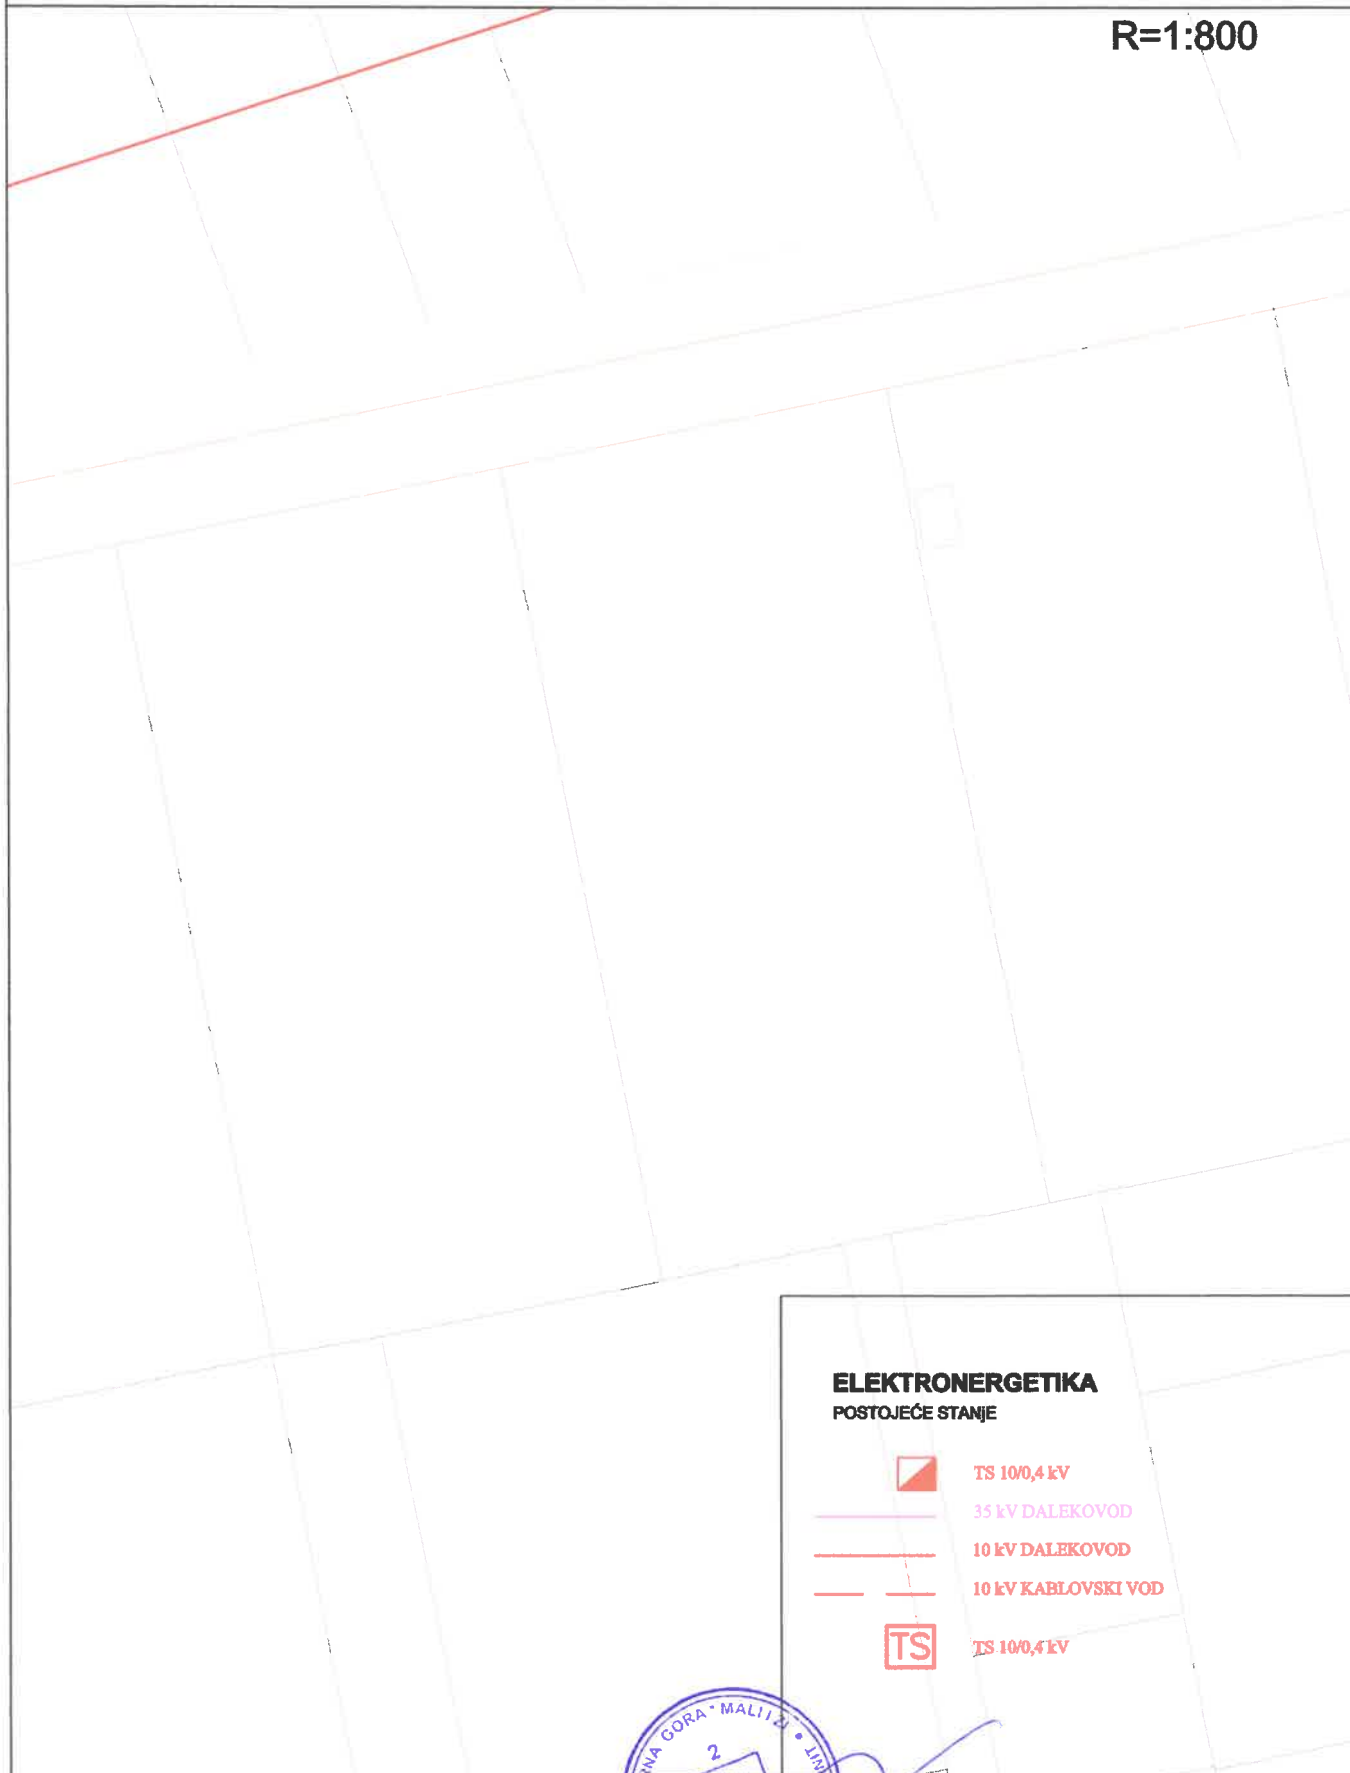 R=1:800
ELEKTRONERGETIKA
POSTOJEĆE STANjE
TS 10/0,4 kV
35 kV DALEKOVOD
10 kV DALEKOVOD
10 kV KABLOVSKI VOD
TS
TS 10/0,4 kV
GORA * MALI I ZI •
2